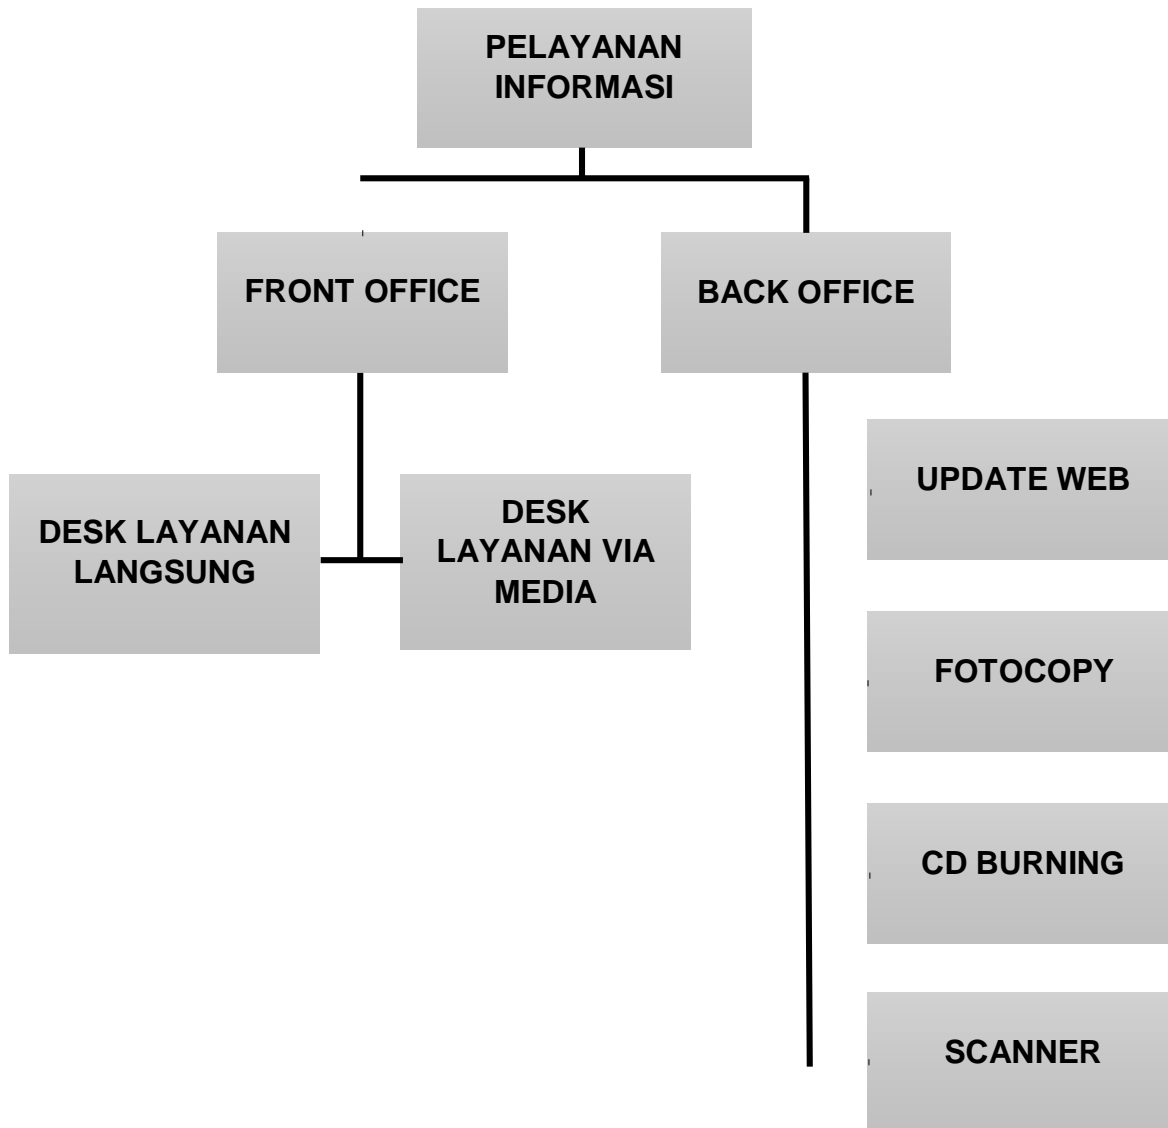 PELAYANAN
INFORMASI
FRONT OFFICE
BACK OFFICE
DESK LAYANAN
LANGSUNG
DESK
LAYANAN VIA
MEDIA
UPDATE WEB
FOTOCOPY
CD BURNING
SCANNER